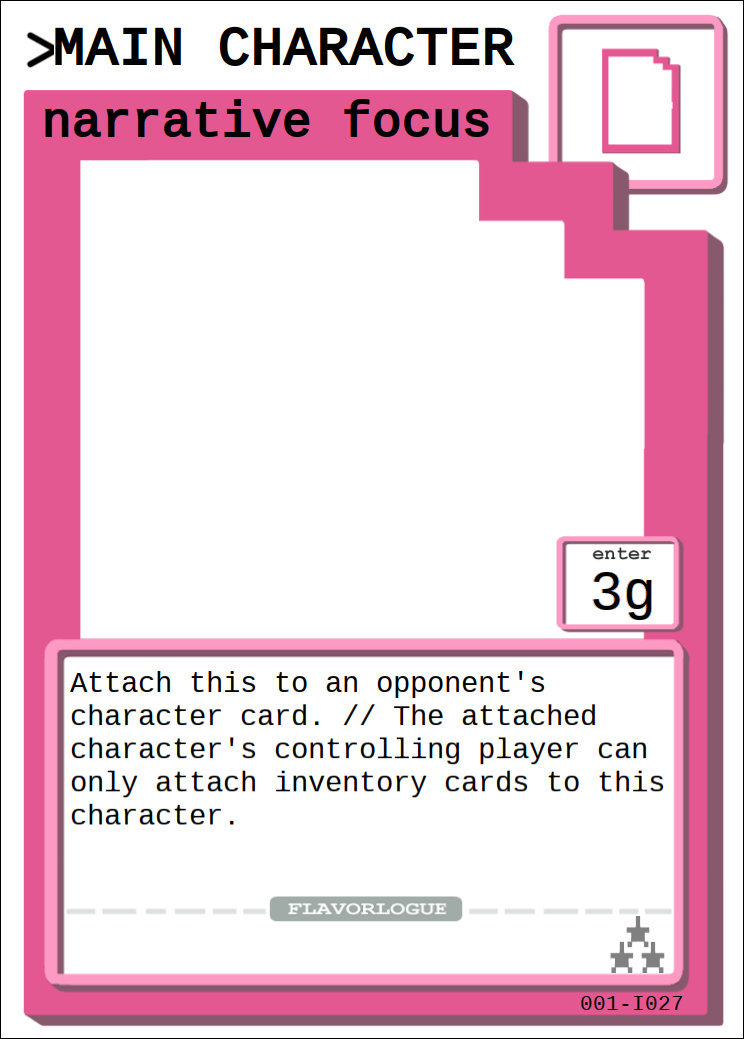 >MAIN CHARACTER
narrative focus
enter
3g
Attach this to an opponent's
character card. // The attached
character's controlling player can
only attach inventory cards to this
character.
FLAVORLOGUE
001-I027